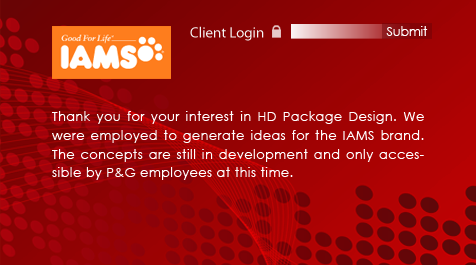 Client Login
Submit
Good For Life
IAMS
Thank you for your interest in HD Package Design. We
were employed to generate ideas for the IAMS brand.
The concepts are still in development and only acces-
sible by P&G employees at this time.